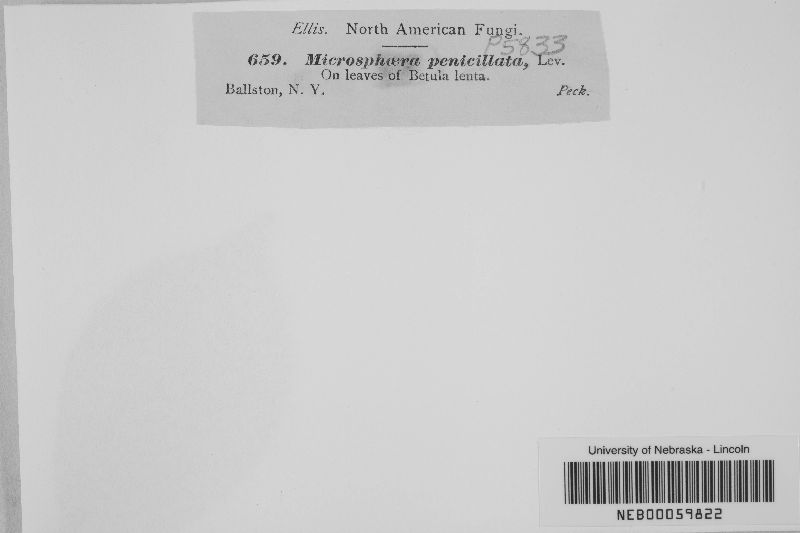 Ellis. North American Fungi.
P5833
659. Microsphæra penicillata, Lev.
On leaves of Betula lenta.
Ballston, N. Y. Peck.
University of Nebraska - Lincoln
NEB00059822